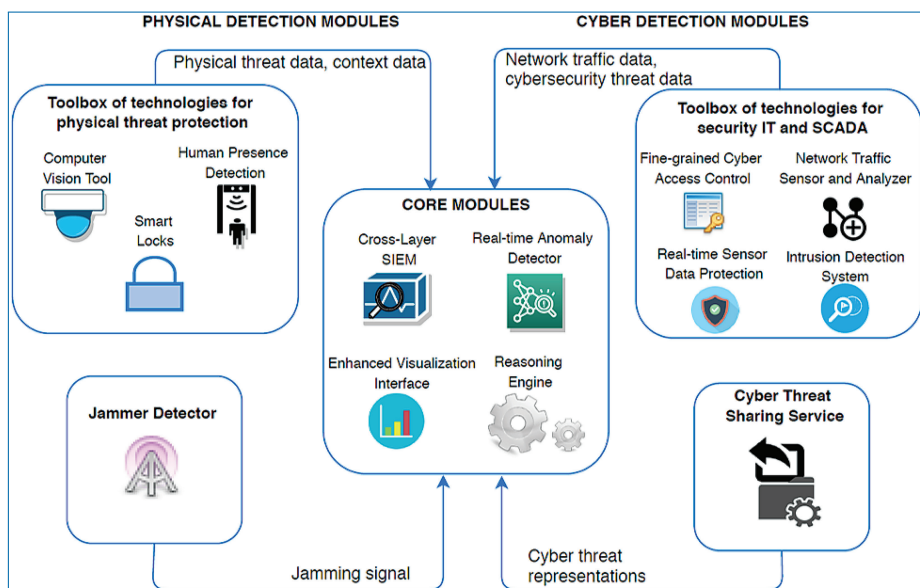 PHYSICAL DETECTION MODULES
CYBER DETECTION MODULES
Physical threat data, context data
Network traffic data,
cybersecurity threat data
Toolbox of technologies for
physical threat protection
Computer
Vision Tool
Human Presence
Detection
Smart
Locks
Toolbox of technologies for
security IT and SCADA
Fine-grained Cyber
Access Control
Network Traffic
Sensor and Analyzer
Real-time Sensor
Data Protection
Intrusion Detection
System
CORE MODULES
Cross-Layer
SIEM
Real-time Anomaly
Detector
Enhanced Visualization
Interface
Reasoning
Engine
Jammer Detector
Cyber Threat
Sharing Service
Jamming signal
Cyber threat
representations